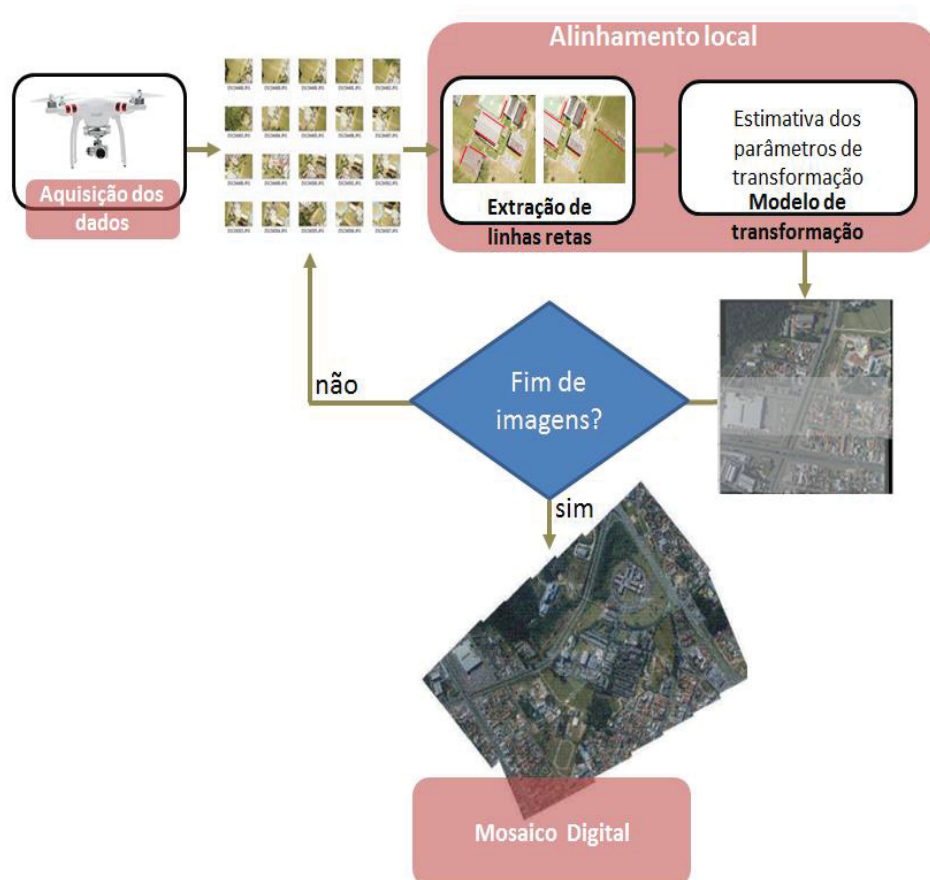 Alinhamento local
Aquisição dos
dados
Extração de
linhas retas
Estimativa dos
parâmetros de
transformação
Modelo de
transformação
Fim de
imagens?
não
sim
Mosaico Digital